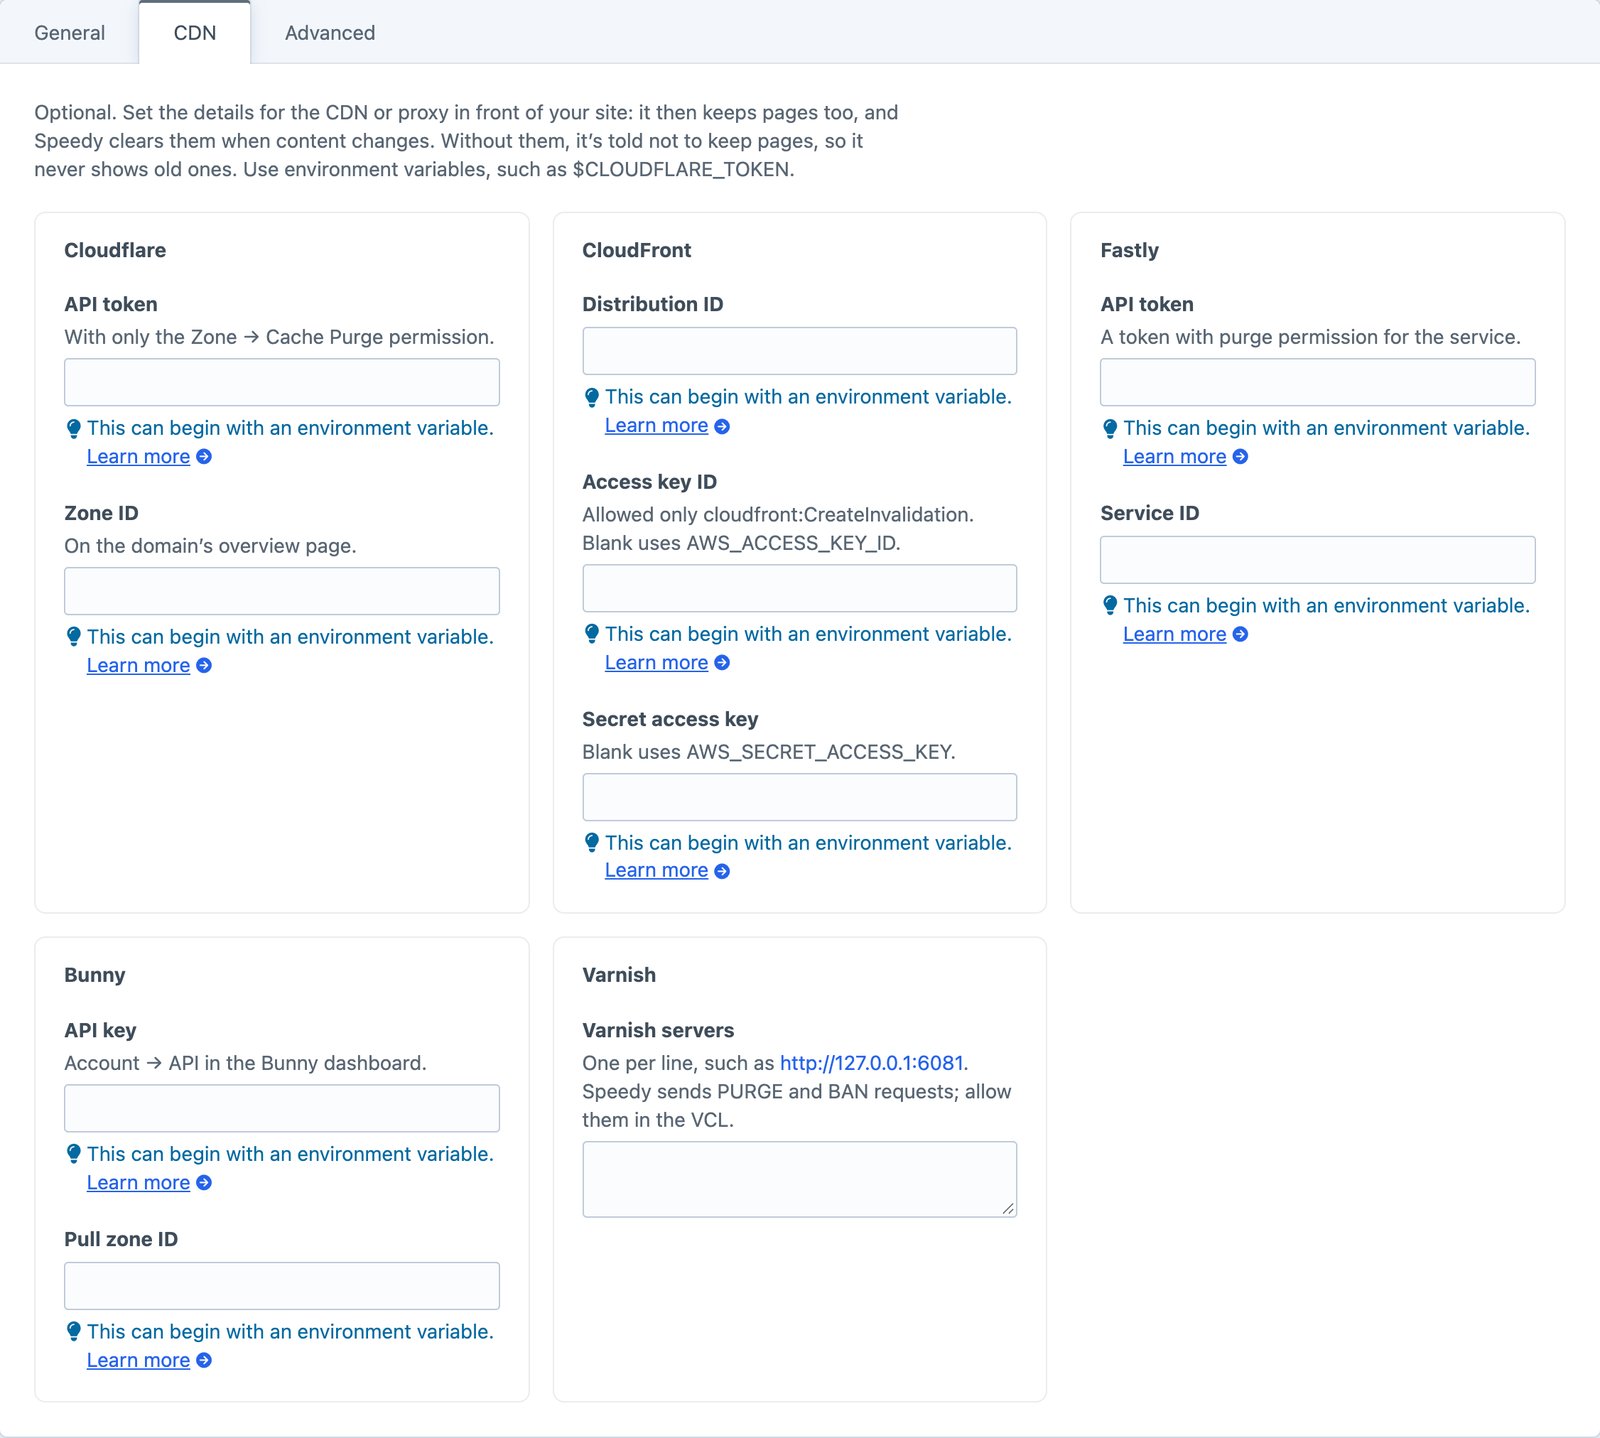 General
CDN
Advanced
Optional. Set the details for the CDN or proxy in front of your site: it then keeps pages too, and
Speedy clears them when content changes. Without them, it’s told not to keep pages, so it
never shows old ones. Use environment variables, such as $CLOUDFLARE_TOKEN.
Cloudflare
API token
With only the Zone → Cache Purge permission.
This can begin with an environment variable.
Learn more
Zone ID
On the domain’s overview page.
This can begin with an environment variable.
Learn more
CloudFront
Distribution ID
This can begin with an environment variable.
Learn more
Access key ID
Allowed only cloudfront:CreateInvalidation.
Blank uses AWS_ACCESS_KEY_ID.
This can begin with an environment variable.
Learn more
Secret access key
Blank uses AWS_SECRET_ACCESS_KEY.
This can begin with an environment variable.
Learn more
Fastly
API token
A token with purge permission for the service.
This can begin with an environment variable.
Learn more
Service ID
This can begin with an environment variable.
Learn more
Bunny
API key
Account → API in the Bunny dashboard.
This can begin with an environment variable.
Learn more
Pull zone ID
This can begin with an environment variable.
Learn more
Varnish
Varnish servers
One per line, such as http://127.0.0.1:6081.
Speedy sends PURGE and BAN requests; allow
them in the VCL.